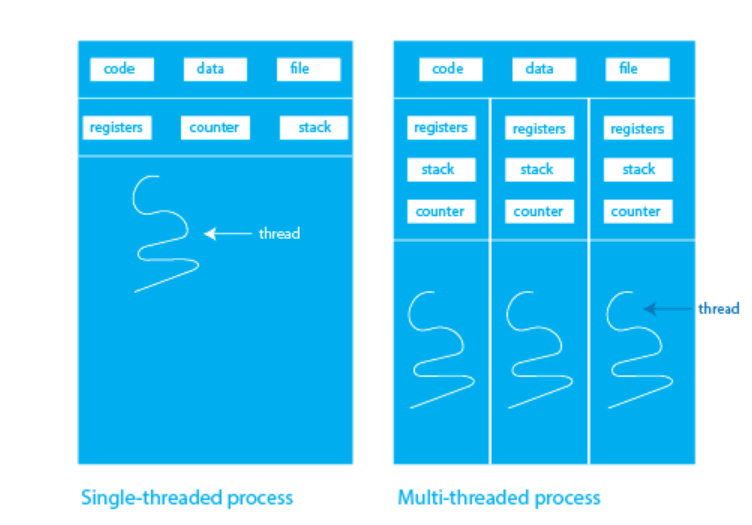 code data file
registers counter stack
thread
Single-threaded process
code data file
registers registers registers
stack stack stack
counter counter counter
thread
Multi-threaded process